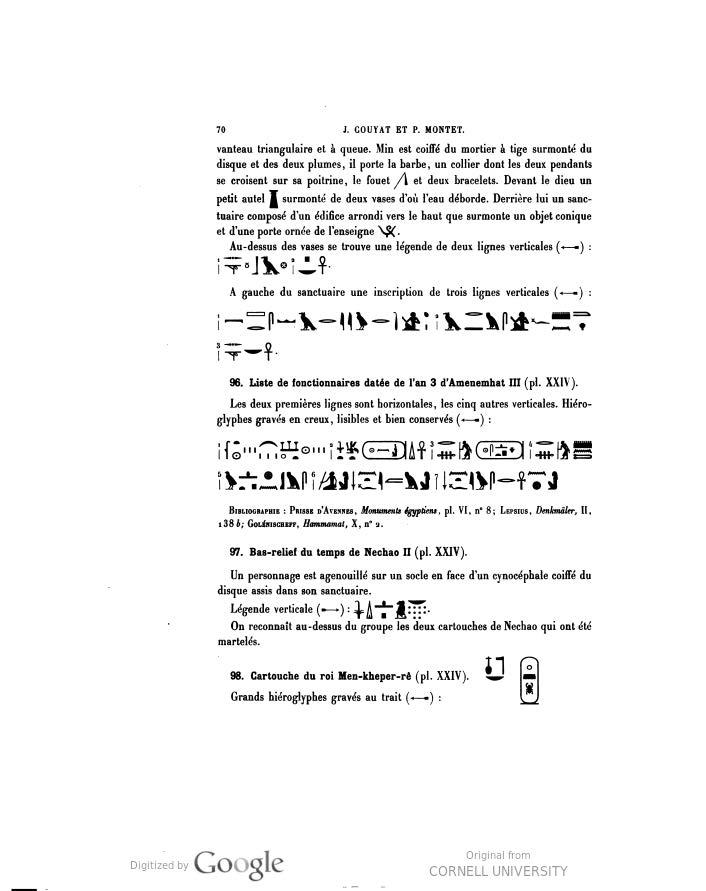 70
J. GOUYAT ET P. MONTET.
vanteau triangulaire et à queue. Min est coiffé du mortier à tige surmonté du
disque et des deux plumes, il porte la barbe, un collier dont les deux pendants
se croisent sur sa poitrine, le fouet et deux bracelets. Devant le dieu un
petit autel surmonté de deux vases d'où l'eau déborde. Derrière lui un sanc-
tuaire composé d'un édifice arrondi vers le haut que surmonte un objet conique
et d'une porte ornée de l'enseigne .
Au-dessus des vases se trouve une légende de deux lignes verticales (←) :
A gauche du sanctuaire une inscription de trois lignes verticales (←) :
96. Liste de fonctionnaires datée de l'an 3 d'Amenemhat III (pl. XXIV).
Les deux premières lignes sont horizontales, les cinq autres verticales. Hiéro-
glyphes gravés en creux, lisibles et bien conservés (←) :
BIBLIOGRAPHIE : PRISSE D'AVENNES, Monuments égyptiens, pl. VI, n° 8; LEPSIUS, Denkmäler, II,
138 b; GOLÉNISCHEFF, Hammamat, X, n° 2.
97. Bas-relief du temps de Nechao II (pl. XXIV).
Un personnage est agenouillé sur un socle en face d'un cynocéphale coiffé du
disque assis dans son sanctuaire.
Légende verticale (→) :
On reconnaît au-dessus du groupe les deux cartouches de Nechao qui ont été
martelés.
98. Cartouche du roi Men-kheper-rê (pl. XXIV).
Grands hiéroglyphes gravés au trait (←) :
Digitized by Google
Original from
CORNELL UNIVERSITY